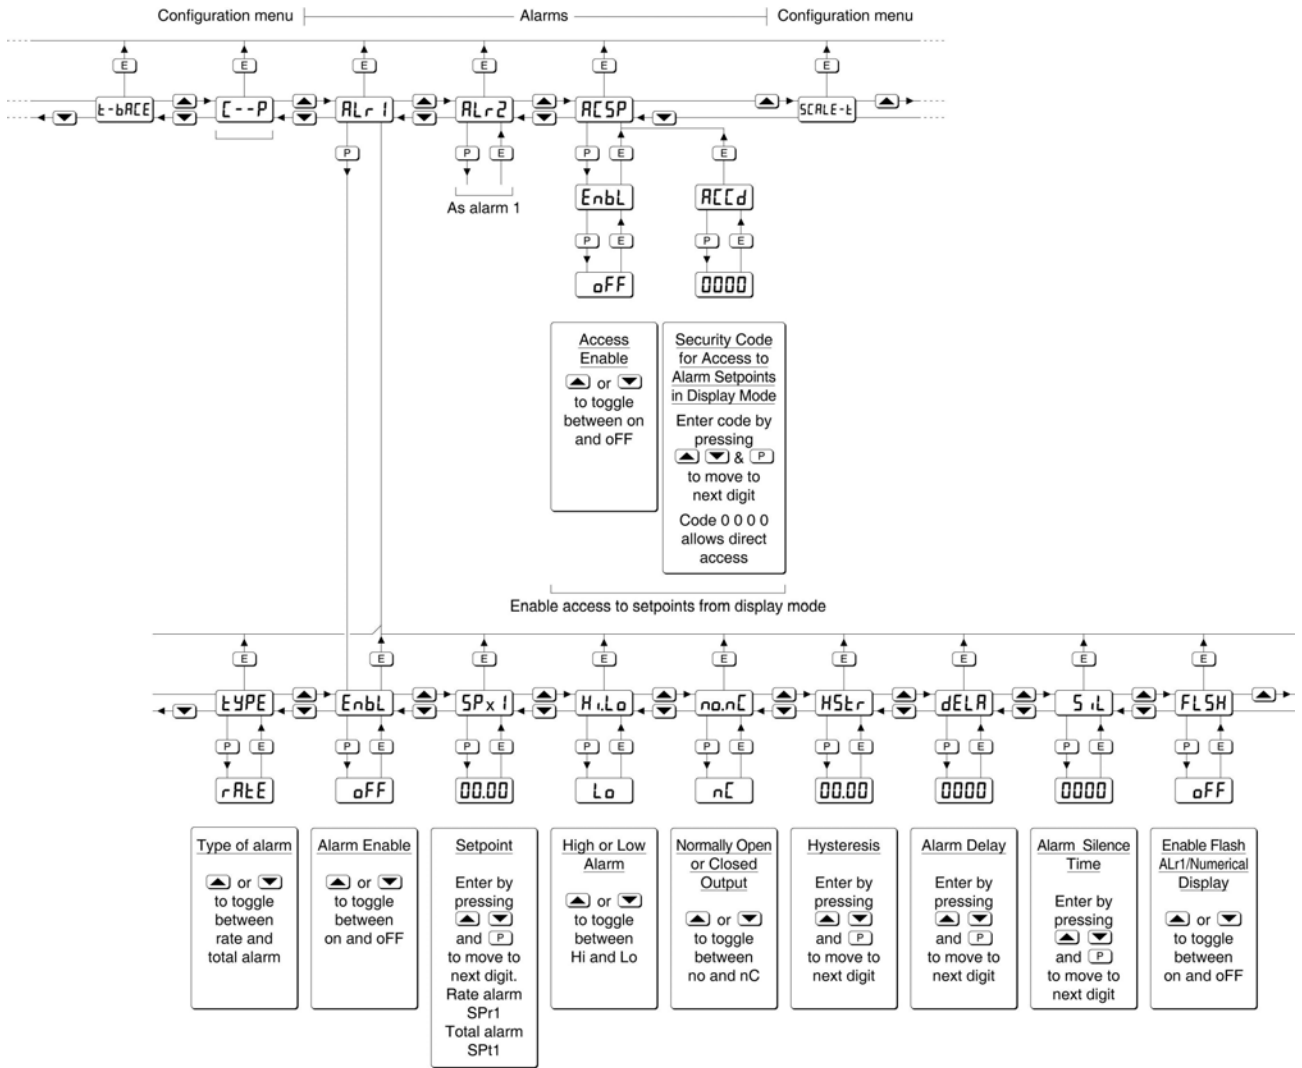 Configuration menu
Alarms
Configuration menu
E E E E E E
t-bACE C--P ALr1 ALr2 ACSP SCALE-t
P P E P E E
As alarm 1
EnbL ACCd
P E P E
oFF 0000
Access
Enable
or
to toggle
between on
and oFF
Security Code
for Access to
Alarm Setpoints
in Display Mode
Enter code by
pressing
& P
to move to
next digit
Code 0 0 0 0
allows direct
access
Enable access to setpoints from display mode
E E E E E E E E E
tYPE EnbL SPx1 Hi.Lo no.nC HStr dELA SiL FLSH
P E P E P E P E P E P E P E P E P E
rAtE oFF 00.00 Lo nC 00.00 0000 0000 oFF
Type of alarm
or
to toggle
between
rate and
total alarm
Alarm Enable
or
to toggle
between
on and oFF
Setpoint
Enter by
pressing
and P
to move to
next digit.
Rate alarm
SPr1
Total alarm
SPt1
High or Low
Alarm
or
to toggle
between
Hi and Lo
Normally Open
or Closed
Output
or
to toggle
between
no and nC
Hysteresis
Enter by
pressing
and P
to move to
next digit
Alarm Delay
Enter by
pressing
and P
to move to
next digit
Alarm Silence
Time
Enter by
pressing
and P
to move to
next digit
Enable Flash
ALr1/Numerical
Display
or
to toggle
between
on and oFF